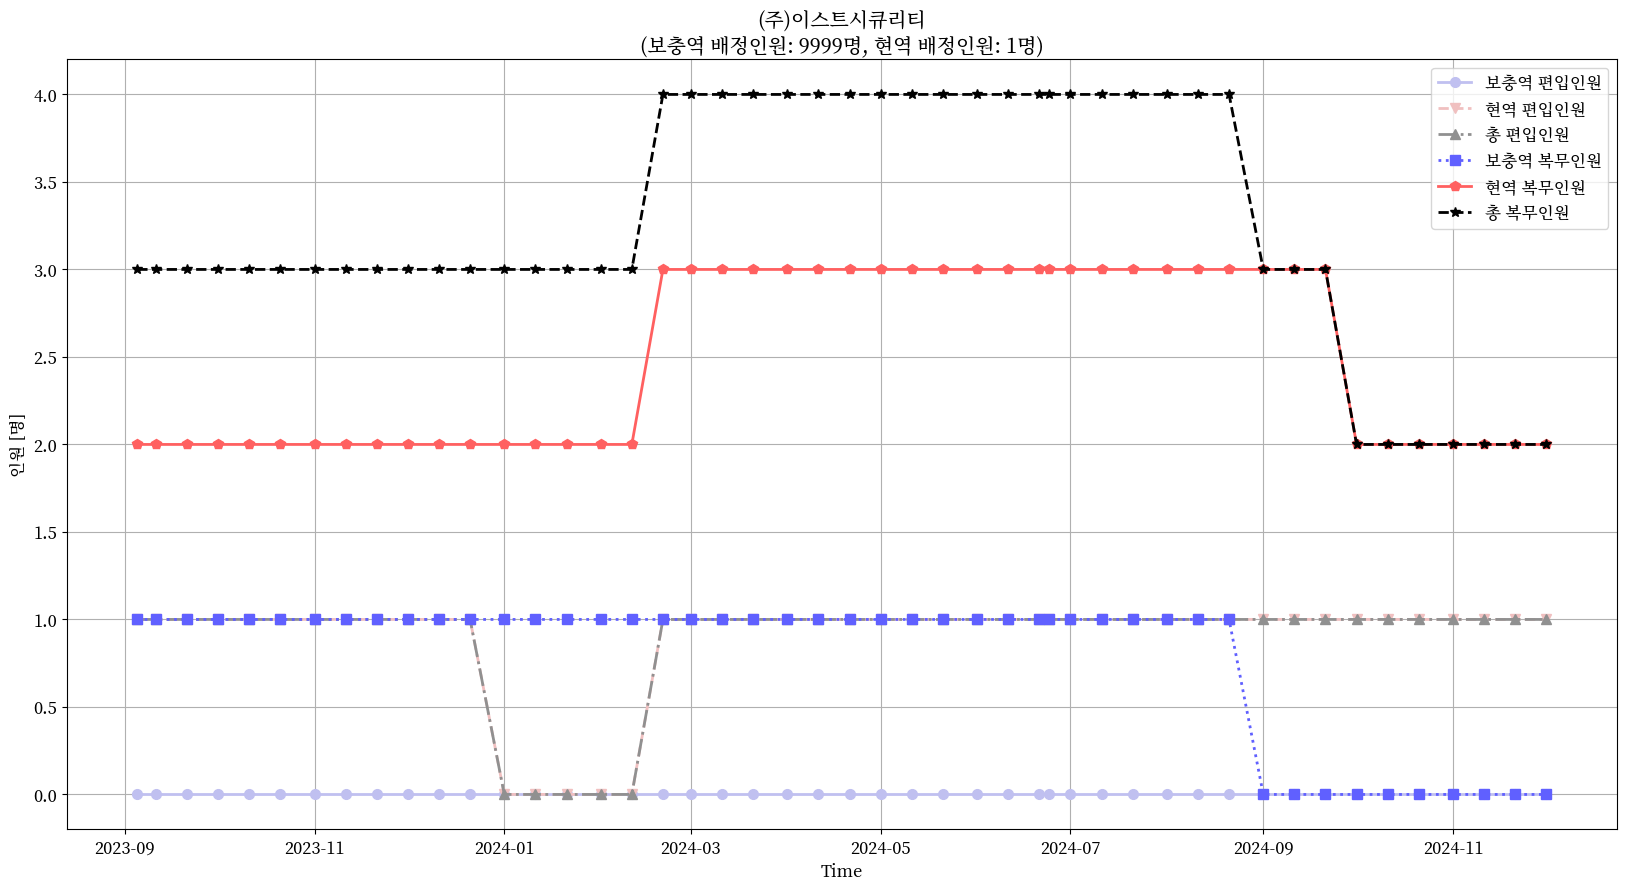 (주)이스트시큐리티
(보충역 배정인원: 9999명, 현역 배정인원: 1명)
보충역 편입인원
현역 편입인원
총 편입인원
보충역 복무인원
현역 복무인원
총 복무인원
인원 [명]
4.0
3.5
3.0
2.5
2.0
1.5
1.0
0.5
0.0
2023-09 2023-11 2024-01 2024-03 2024-05 2024-07 2024-09 2024-11
Time